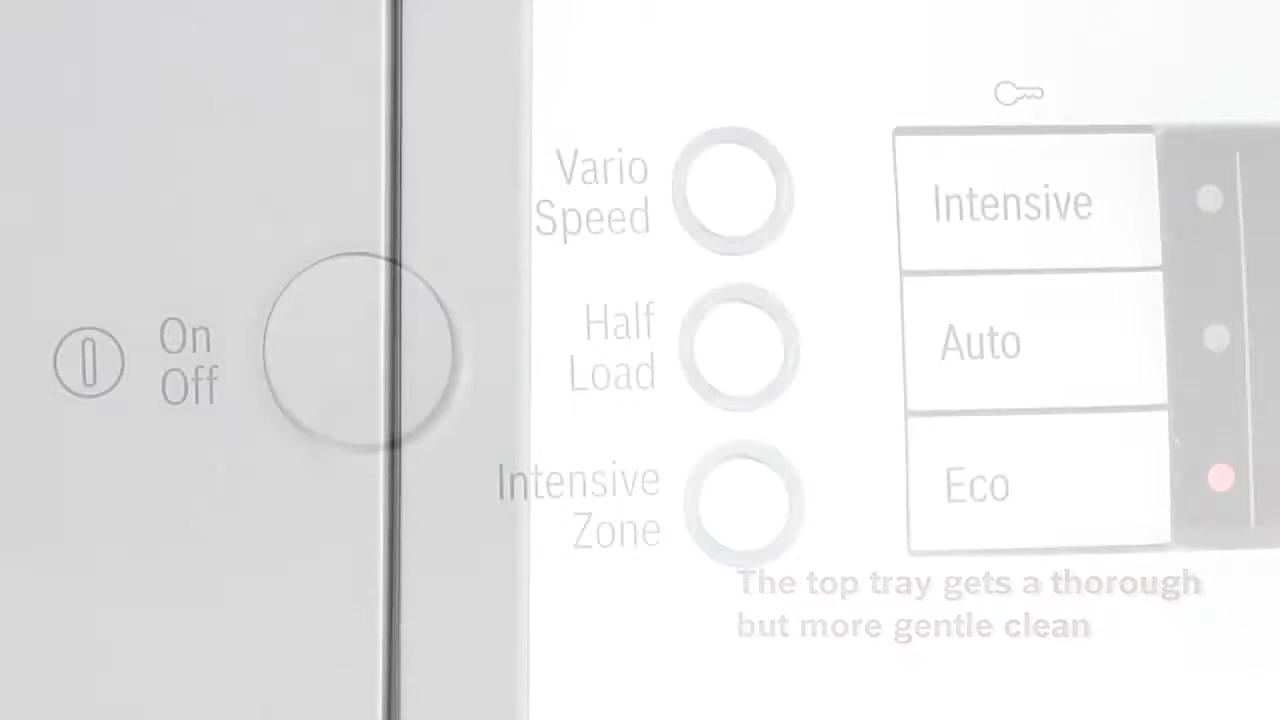 On
Off
Vario
Speed
Half
Load
Intensive
Zone
Intensive
Auto
Eco
The top tray gets a thorough
but more gentle clean